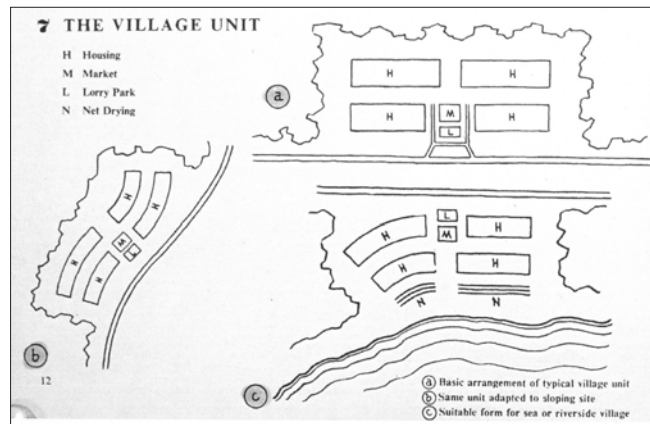 7 THE VILLAGE UNIT
H Housing
M Market
L Lorry Park
N Net Drying
a
H H
H M H
L
H H
H M
L
H H
b
L
H M H
H H
N N
12
c
ⓐ Basic arrangement of typical village unit
ⓑ Same unit adapted to sloping site
ⓒ Suitable form for sea or riverside village